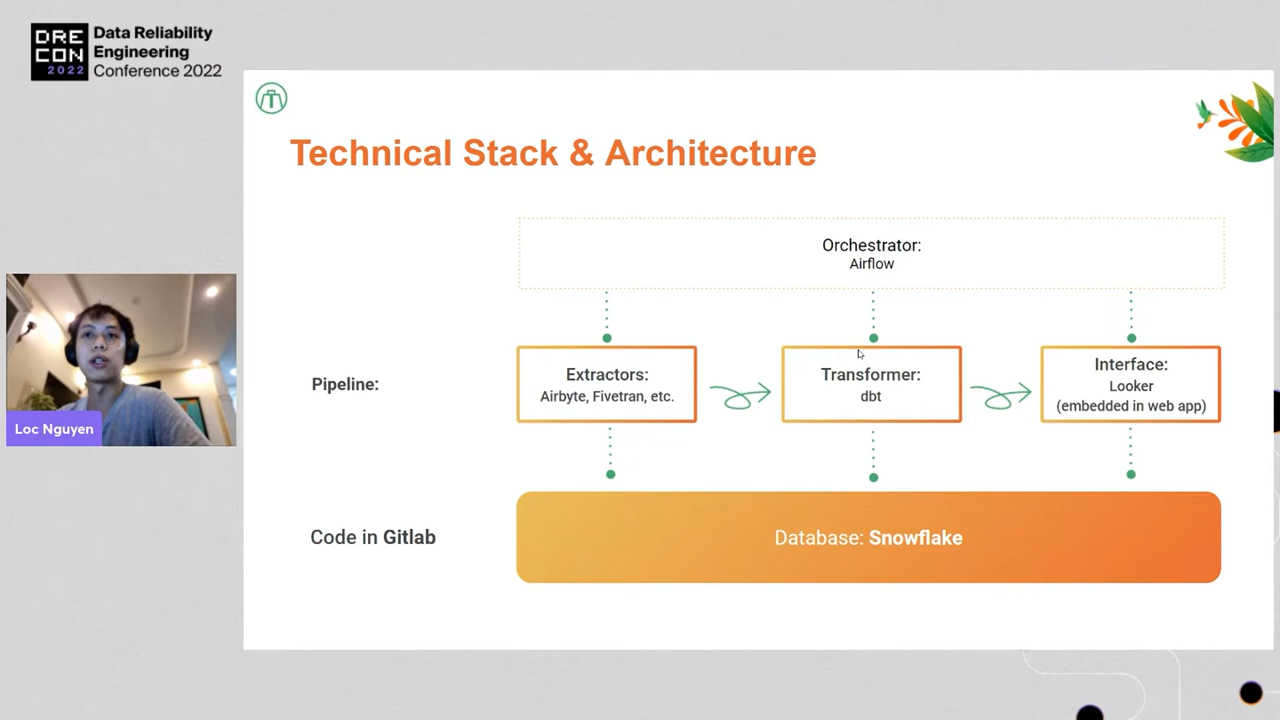 DRE
CON
2022
Data Reliability
Engineering
Conference 2022
Technical Stack & Architecture
Orchestrator:
Airflow
Pipeline:
Extractors:
Airbyte, Fivetran, etc.
Transformer:
dbt
Interface:
Looker
(embedded in web app)
Loc Nguyen
Code in Gitlab
Database: Snowflake